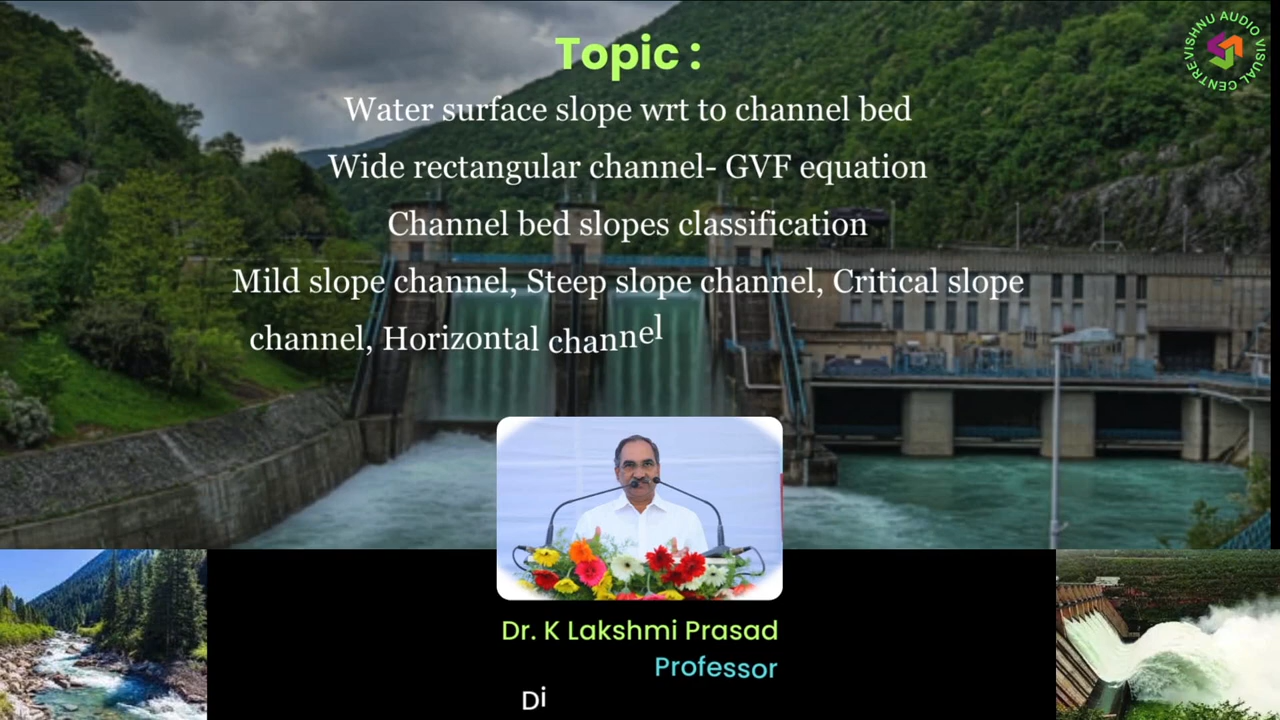 Topic :
VISHNU AUDIO VISUAL CENTRE
Water surface slope wrt to channel bed
Wide rectangular channel- GVF equation
Channel bed slopes classification
Mild slope channel, Steep slope channel, Critical slope
channel, Horizontal channel
Dr. K Lakshmi Prasad
Professor
Di